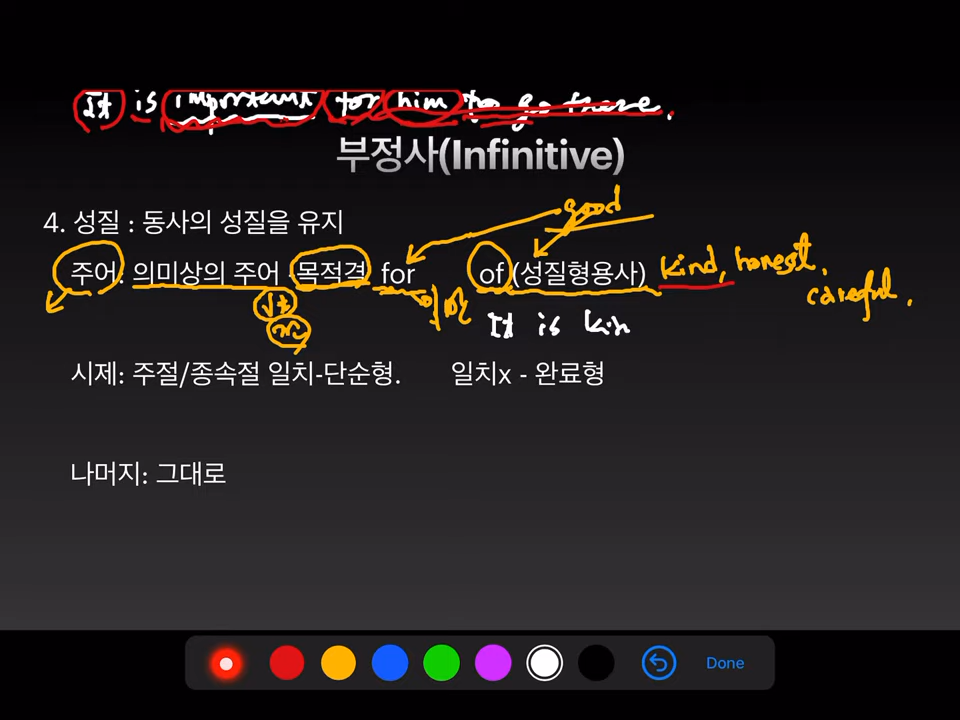 It is important for him to go there.
부정사(Infinitive)
4. 성질 : 동사의 성질을 유지
good
주어: 의미상의 주어 -목적격 for of (성질형용사) kind, honest,
careful,
It is kin
시제: 주절/종속절 일치-단순형. 일치x - 완료형
나머지: 그대로
Done